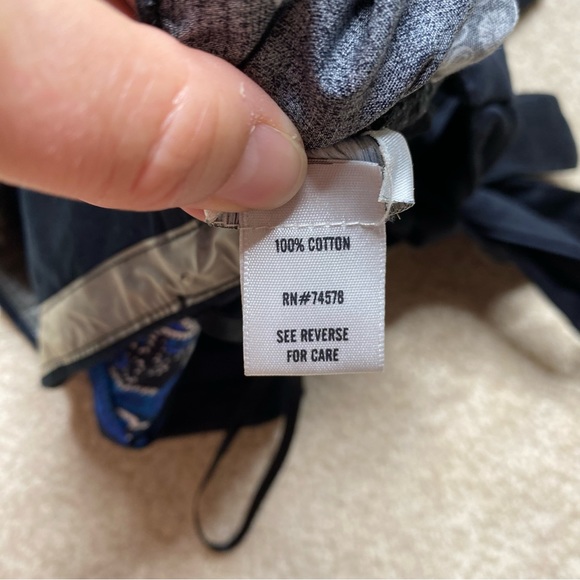 100% COTTON
RN#74578
SEE REVERSE
FOR CARE